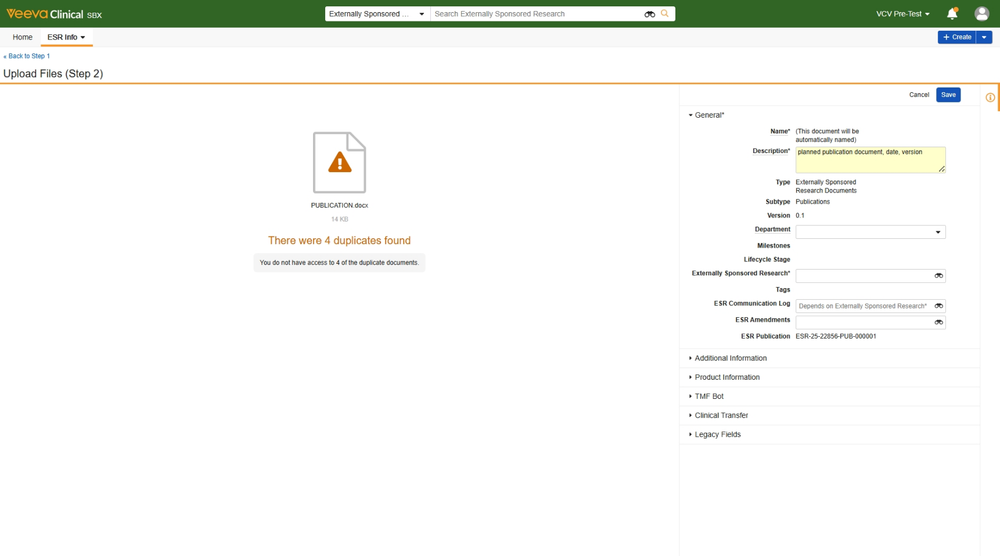 Veeva Clinical SBX
Externally Sponsored ...
Search Externally Sponsored Research
VCV Pre-Test
Home
ESR Info
+ Create
« Back to Step 1
Upload Files (Step 2)
Cancel
Save
PUBLICATION.docx
14 KB
There were 4 duplicates found
You do not have access to 4 of the duplicate documents.
General*
Name* (This document will be
automatically named)
Description* planned publication document, date, version
Type Externally Sponsored
Research Documents
Subtype Publications
Version 0.1
Department
Milestones
Lifecycle Stage
Externally Sponsored Research*
Tags
ESR Communication Log Depends on Externally Sponsored Research*
ESR Amendments
ESR Publication ESR-25-22856-PUB-000001
Additional Information
Product Information
TMF Bot
Clinical Transfer
Legacy Fields